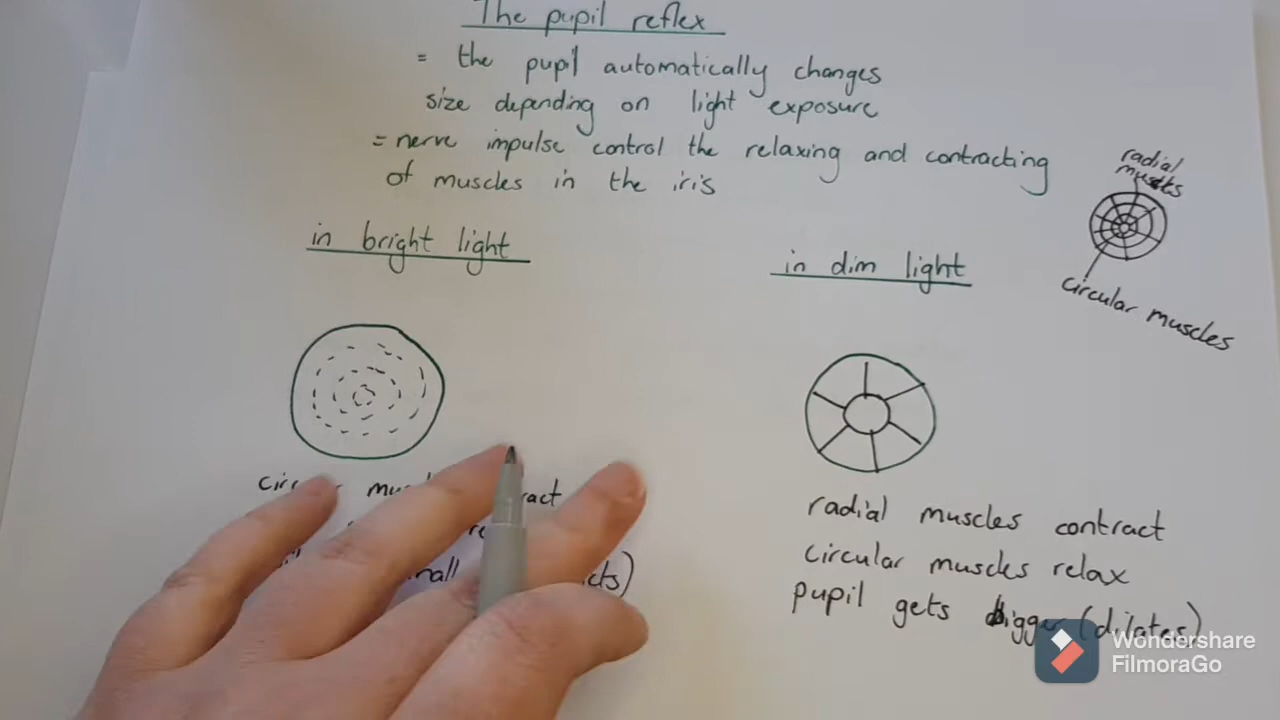 The pupil reflex
= the pupil automatically changes
size depending on light exposure
= nerve impulse control the relaxing and contracting
of muscles in the iris
radial
muscles
circular muscles
in bright light
in dim light
radial muscles contract
circular muscles relax
pupil gets bigger (dilates)
Wondershare
FilmoraGo